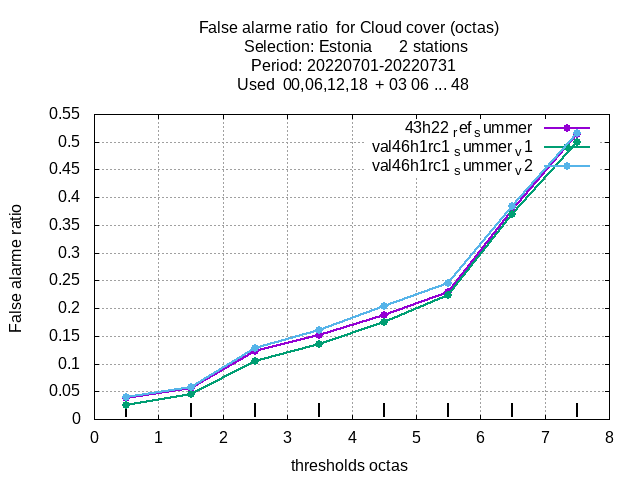 False alarme ratio for Cloud cover (octas)
Selection: Estonia 2 stations
Period: 20220701-20220731
Used 00,06,12,18 + 03 06 ... 48
43h22 ref summer
val46h1rc1 summer v1
val46h1rc1 summer v2
False alarme ratio
0.55
0.5
0.45
0.4
0.35
0.3
0.25
0.2
0.15
0.1
0.05
0
0 1 2 3 4 5 6 7 8
thresholds octas